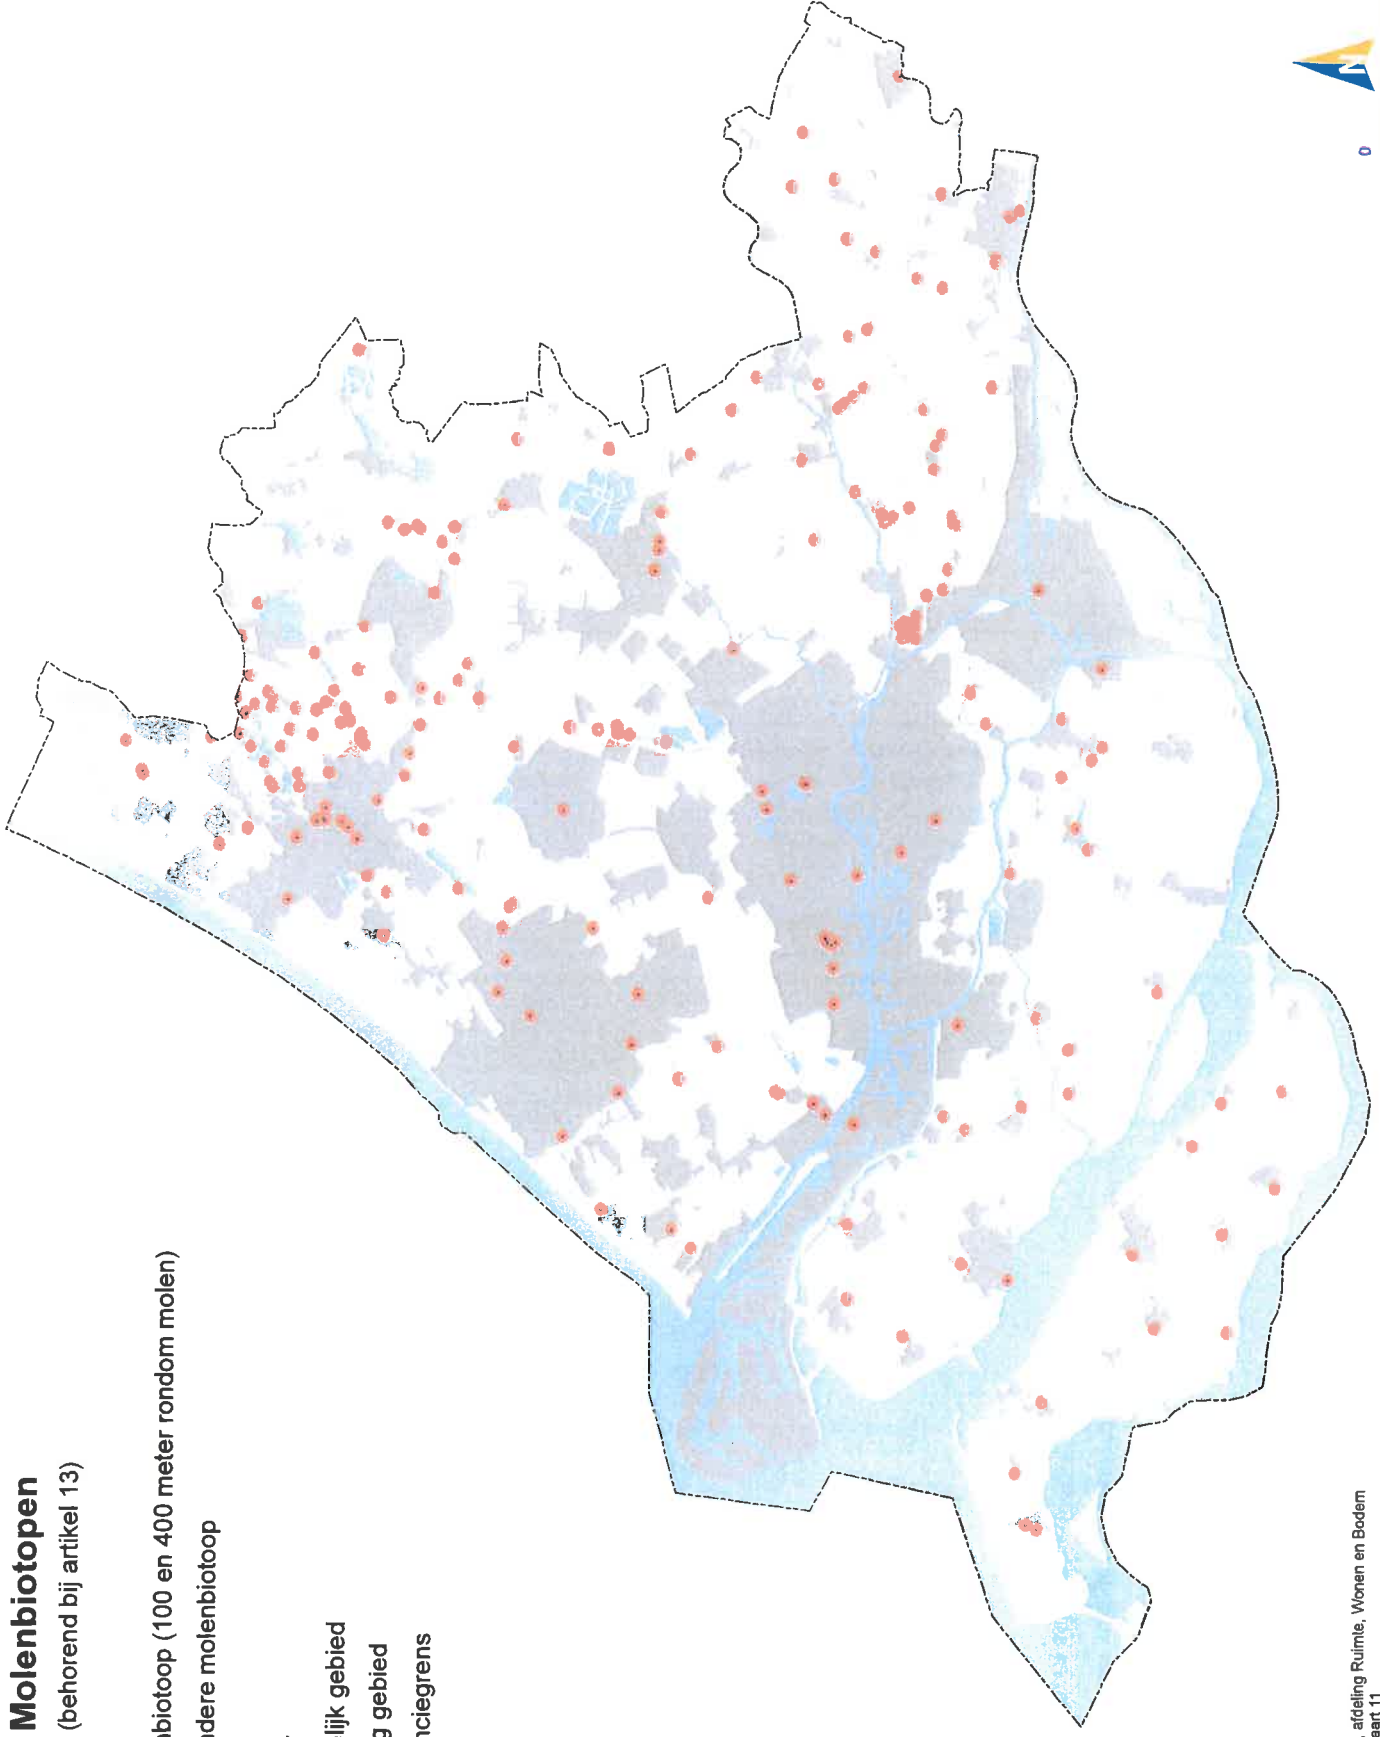 Molenbiotopen
(behorend bij artikel 13)
biotoop (100 en 400 meter rondom molen)
ndere molenbiotoop
lijk gebied
g gebied
nciegrens
afdeling Ruimte, Wonen en Bodem
aart 11
N
0